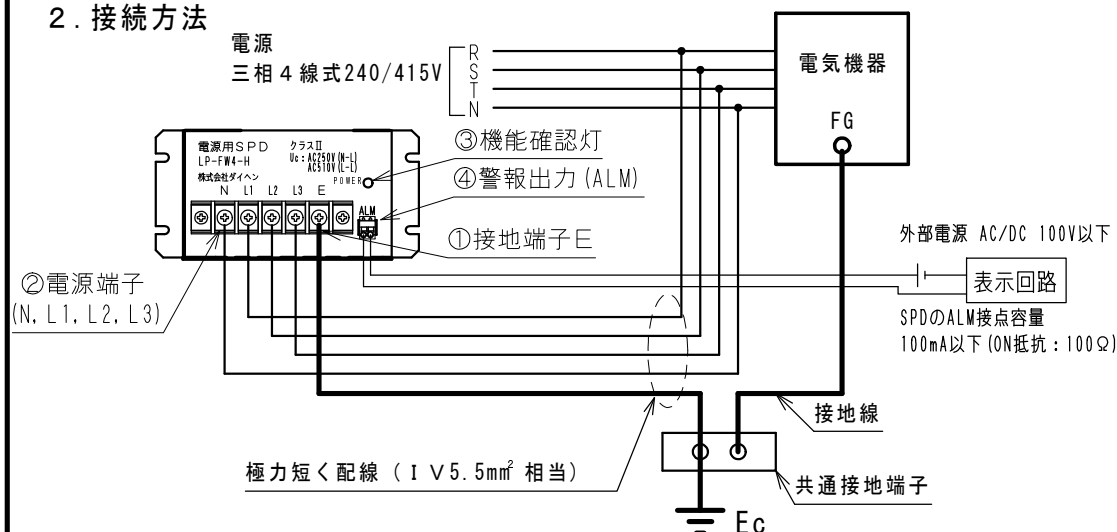 2.接続方法
電源
三相4線式240/415V
R
S
T
N
電気機器
FG
電源用SPD クラスⅡ
LP-FW4-H Uc:AC250V(N-L)
AC510V(L-L)
株式会社ダイヘン
POWER
N L1 L2 L3 E
ALM
③機能確認灯
④警報出力(ALM)
①接地端子E
②電源端子
(N, L1, L2, L3)
外部電源 AC/DC 100V以下
表示回路
SPDのALM接点容量
100mA以下(ON抵抗:100Ω)
接地線
極力短く配線(IV5.5mm²相当)
共通接地端子
Ec